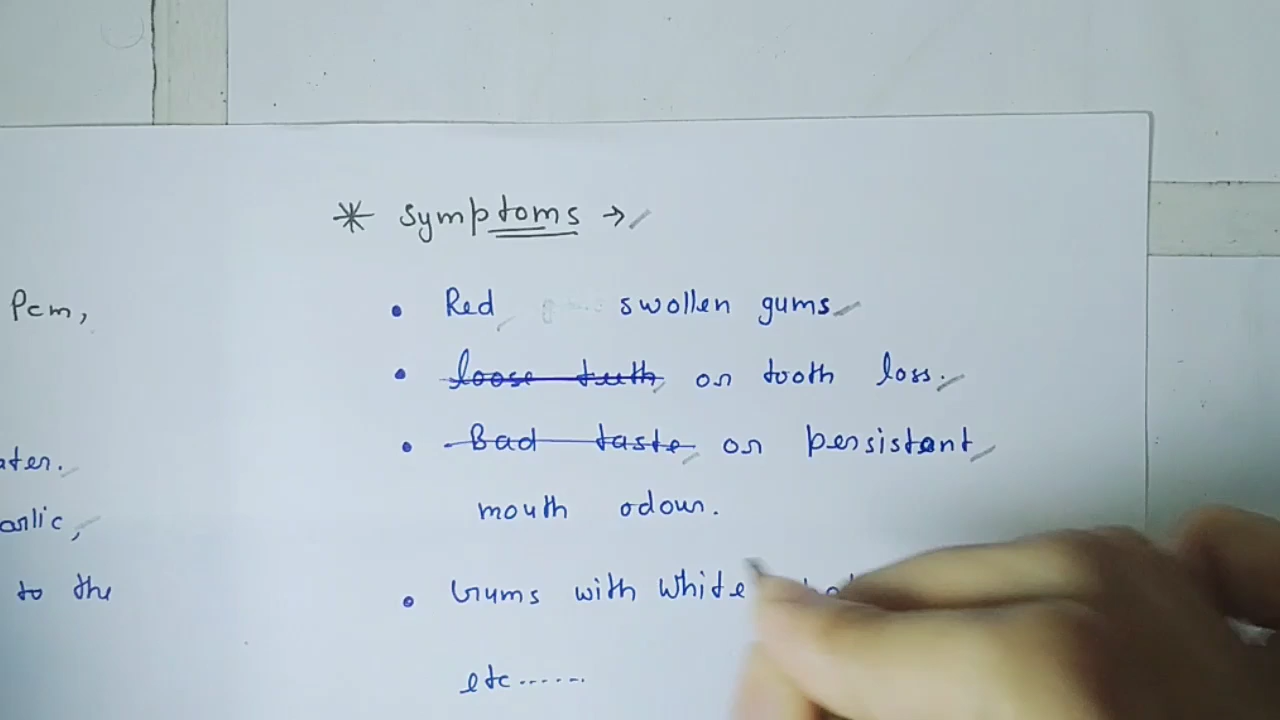 * Symptoms →
• Red swollen gums
• loose teeth or tooth loss.
• Bad taste or persistant
mouth odour.
• Gums with white
etc......
Pcm,
ater.
arlic,
to the